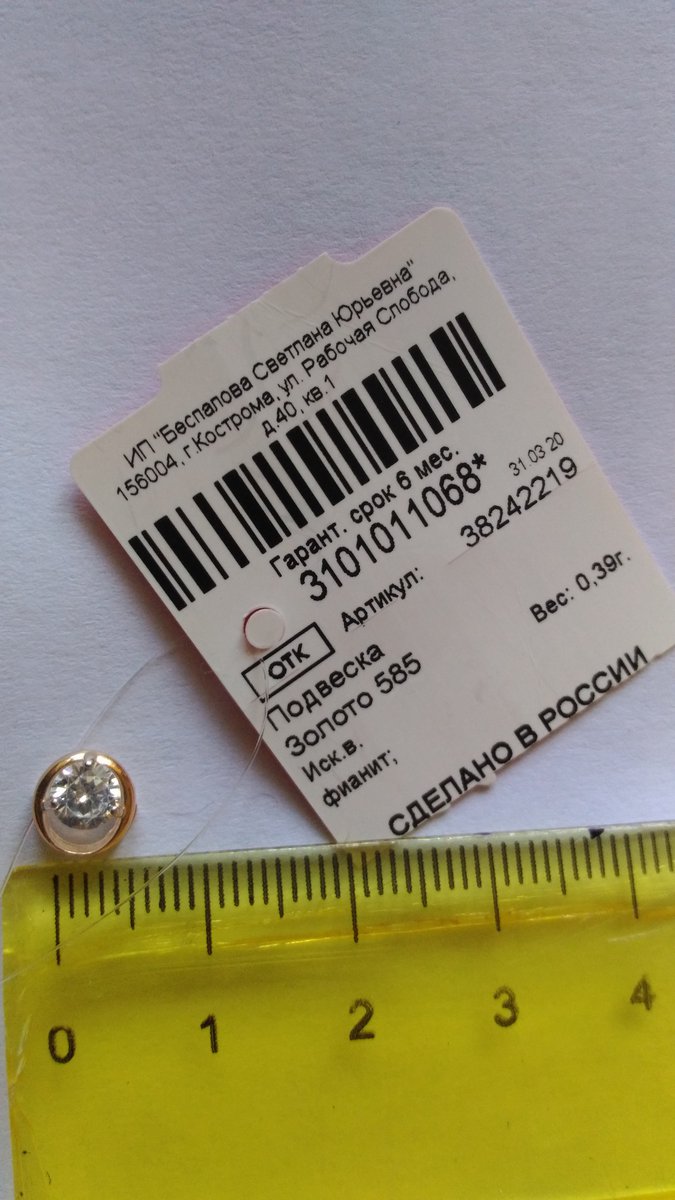 ИП "Беспалова Светлана Юрьевна"
156004, г.Кострома, ул. Рабочая Слобода,
д.40, кв.1
Гарант. срок 6 мес.
3101011068*
31.03 20
Артикул: 38242219
ОТК
Вес: 0,39г.
Подвеска
Золото 585
Иск.в.
фианит;
СДЕЛАНО В РОССИИ
0 1 2 3 4